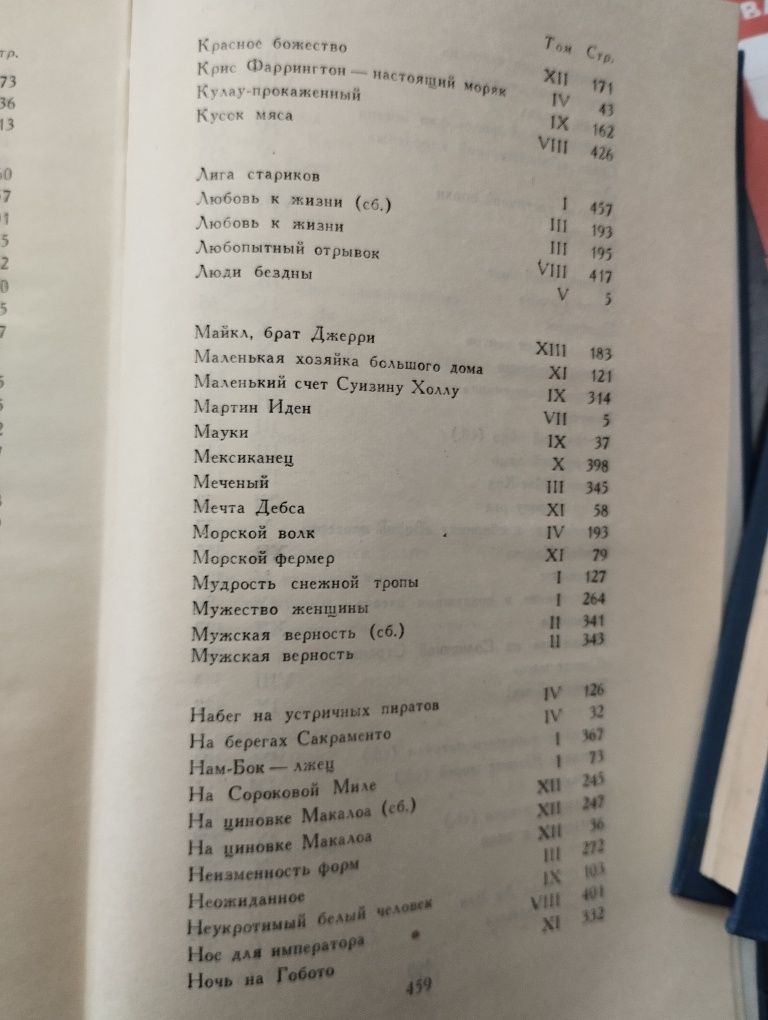 Том Стр.
Красное божество XII 171
Крис Фаррингтон — настоящий моряк IV 43
Кулау-прокаженный IX 162
Кусок мяса VIII 426
Лига стариков I 457
Любовь к жизни (сб.) III 193
Любовь к жизни III 195
Любопытный отрывок VIII 417
Люди бездны V 5
Майкл, брат Джерри XIII 183
Маленькая хозяйка большого дома XI 121
Маленький счет Суизину Холлу IX 314
Мартин Иден VII 5
Мауки IX 37
Мексиканец X 398
Меченый III 345
Мечта Дебса XI 58
Морской волк IV 193
Морской фермер XI 79
Мудрость снежной тропы I 127
Мужество женщины I 264
Мужская верность (сб.) II 341
Мужская верность II 343
Набег на устричных пиратов IV 126
На берегах Сакраменто IV 32
Нам-Бок — лжец I 367
На Сороковой Миле I 73
На циновке Макалоа (сб.) XII 245
На циновке Макалоа XII 247
Неизменность форм XII 36
Неожиданное III 272
Неукротимый белый человек IX 103
Нос для императора VIII 401
Ночь на Гобото XI 332
459